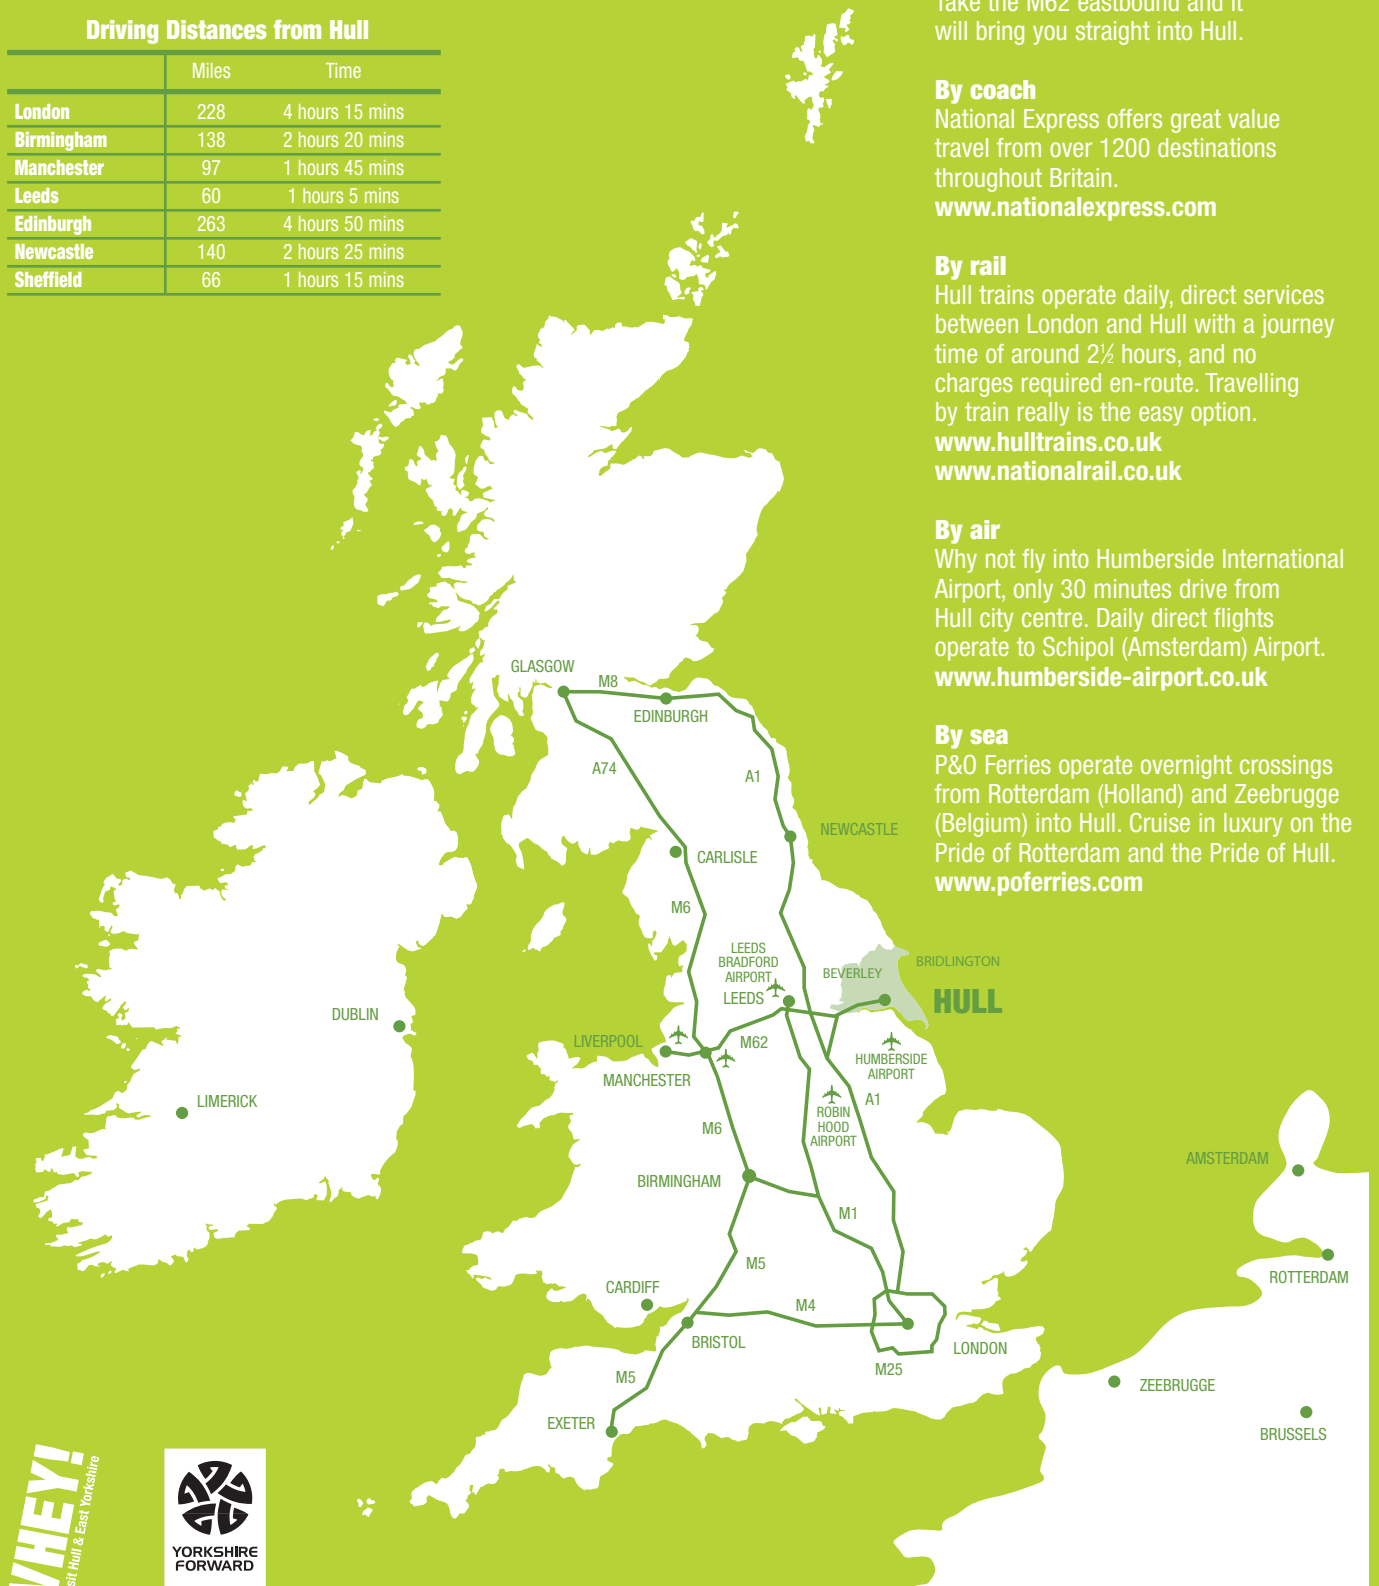 Driving Distances from Hull
Miles Time
London 228 4 hours 15 mins
Birmingham 138 2 hours 20 mins
Manchester 97 1 hours 45 mins
Leeds 60 1 hours 5 mins
Edinburgh 263 4 hours 50 mins
Newcastle 140 2 hours 25 mins
Sheffield 66 1 hours 15 mins
Take the M62 eastbound and it
will bring you straight into Hull.
By coach
National Express offers great value
travel from over 1200 destinations
throughout Britain.
www.nationalexpress.com
By rail
Hull trains operate daily, direct services
between London and Hull with a journey
time of around 2½ hours, and no
charges required en-route. Travelling
by train really is the easy option.
www.hulltrains.co.uk
www.nationalrail.co.uk
By air
Why not fly into Humberside International
Airport, only 30 minutes drive from
Hull city centre. Daily direct flights
operate to Schipol (Amsterdam) Airport.
www.humberside-airport.co.uk
By sea
P&O Ferries operate overnight crossings
from Rotterdam (Holland) and Zeebrugge
(Belgium) into Hull. Cruise in luxury on the
Pride of Rotterdam and the Pride of Hull.
www.poferries.com
GLASGOW
M8
EDINBURGH
A74
A1
NEWCASTLE
CARLISLE
M6
LEEDS
BRADFORD
AIRPORT
LEEDS
BEVERLEY
BRIDLINGTON
HULL
DUBLIN
LIVERPOOL
M62
MANCHESTER
HUMBERSIDE
AIRPORT
LIMERICK
A1
ROBIN
HOOD
AIRPORT
M6
AMSTERDAM
BIRMINGHAM
M1
M5
ROTTERDAM
CARDIFF
M4
BRISTOL
LONDON
M25
M5
ZEEBRUGGE
EXETER
BRUSSELS
HEY!
Hull & East Yorkshire
YORKSHIRE
FORWARD